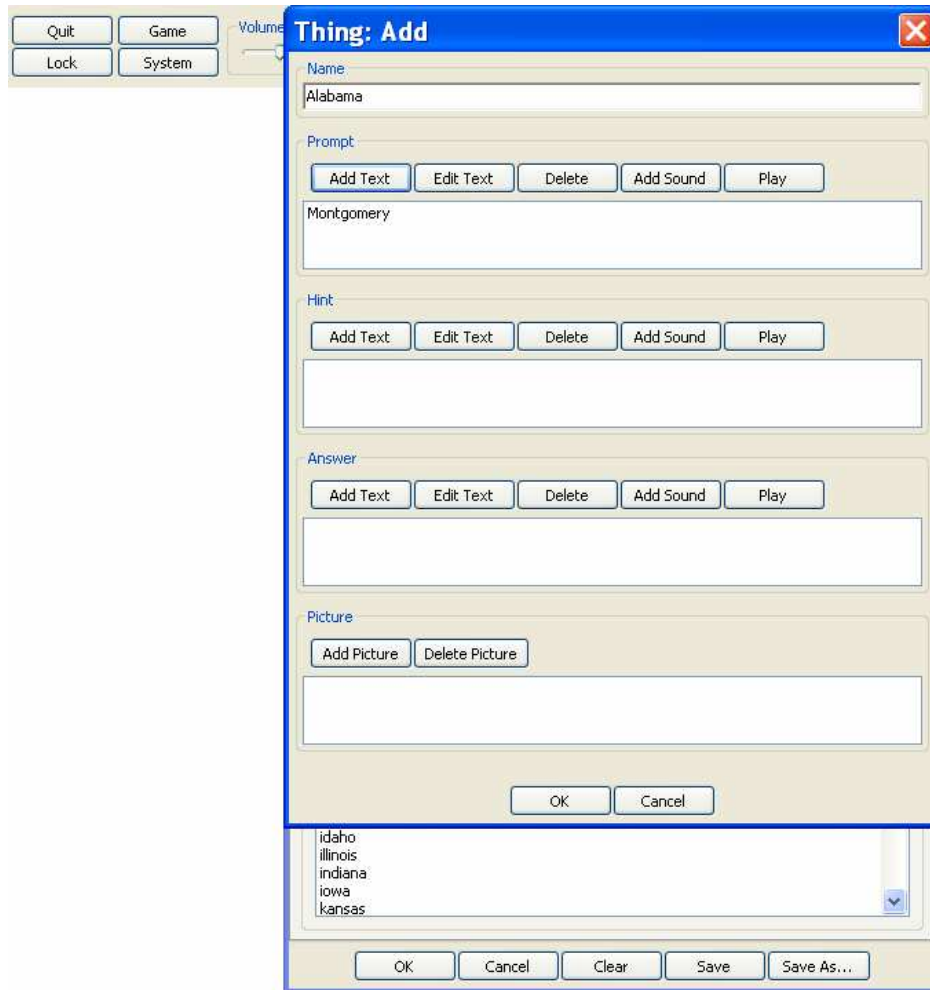 Quit Game Volume
Lock System
Thing: Add
Name
Alabama
Prompt
Add Text Edit Text Delete Add Sound Play
Montgomery
Hint
Add Text Edit Text Delete Add Sound Play
Answer
Add Text Edit Text Delete Add Sound Play
Picture
Add Picture Delete Picture
OK Cancel
idaho
illinois
indiana
iowa
kansas
OK Cancel Clear Save Save As...